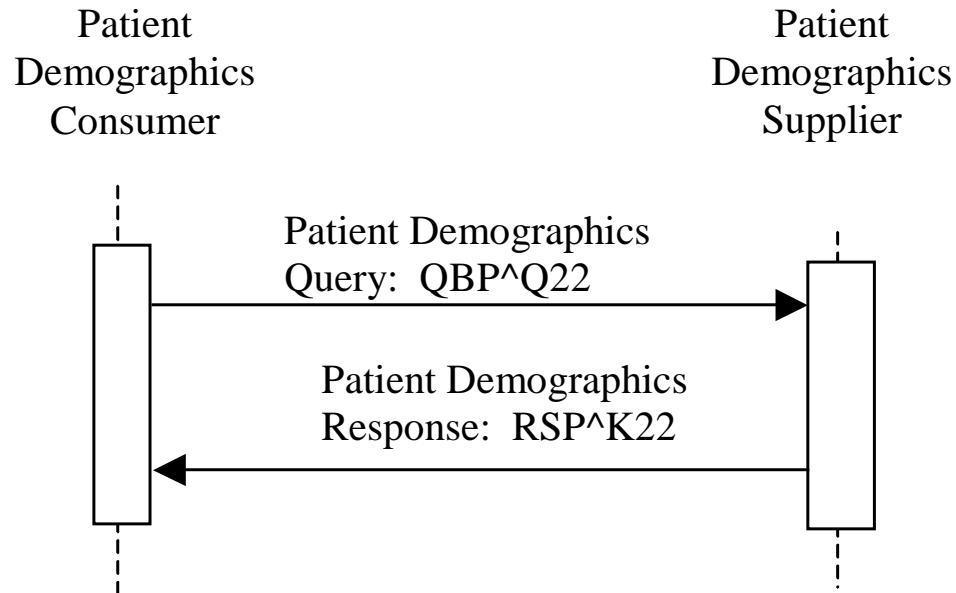 Patient
Demographics
Consumer
Patient
Demographics
Supplier
Patient Demographics
Query:  QBP^Q22
Patient Demographics
Response:  RSP^K22